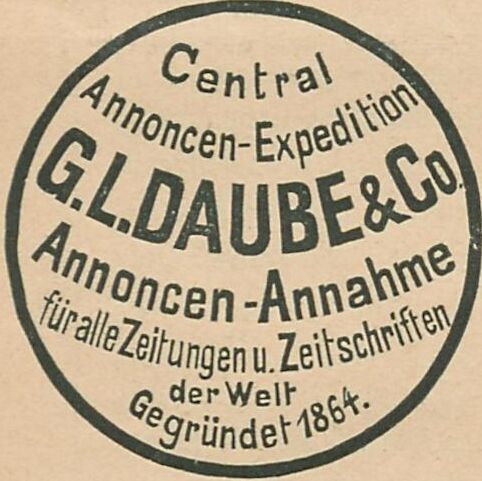 Central
Annoncen-Expedition
G.L.DAUBE & Co.
Annoncen-Annahme
für alle Zeitungen u. Zeitschriften
der Welt
Gegründet 1864.